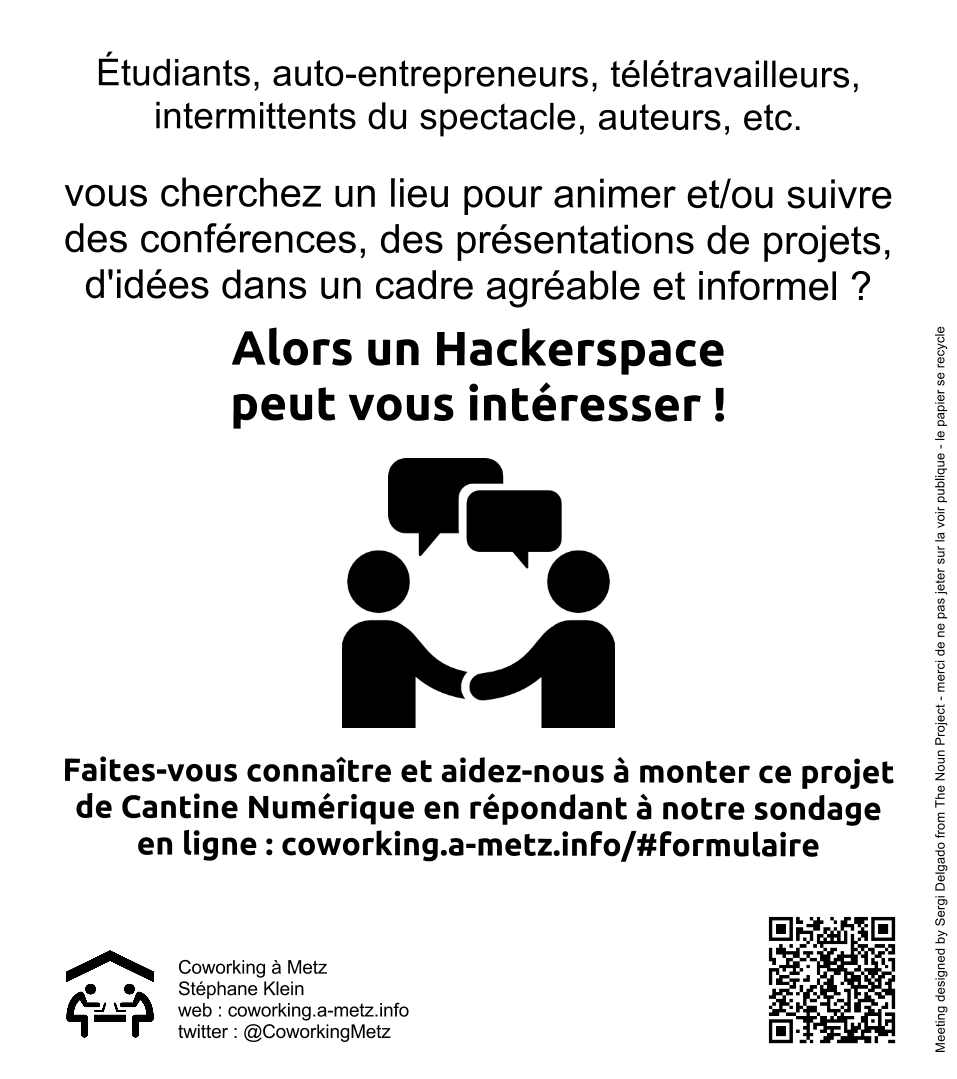 Étudiants, auto-entrepreneurs, télétravailleurs,
intermittents du spectacle, auteurs, etc.
vous cherchez un lieu pour animer et/ou suivre
des conférences, des présentations de projets,
d'idées dans un cadre agréable et informel ?
Alors un Hackerspace
peut vous intéresser !
Faites-vous connaître et aidez-nous à monter ce projet
de Cantine Numérique en répondant à notre sondage
en ligne : coworking.a-metz.info/#formulaire
Coworking à Metz
Stéphane Klein
web : coworking.a-metz.info
twitter : @CoworkingMetz
Meeting designed by Sergi Delgado from The Noun Project - merci de ne pas jeter sur la voir publique - le papier se recycle